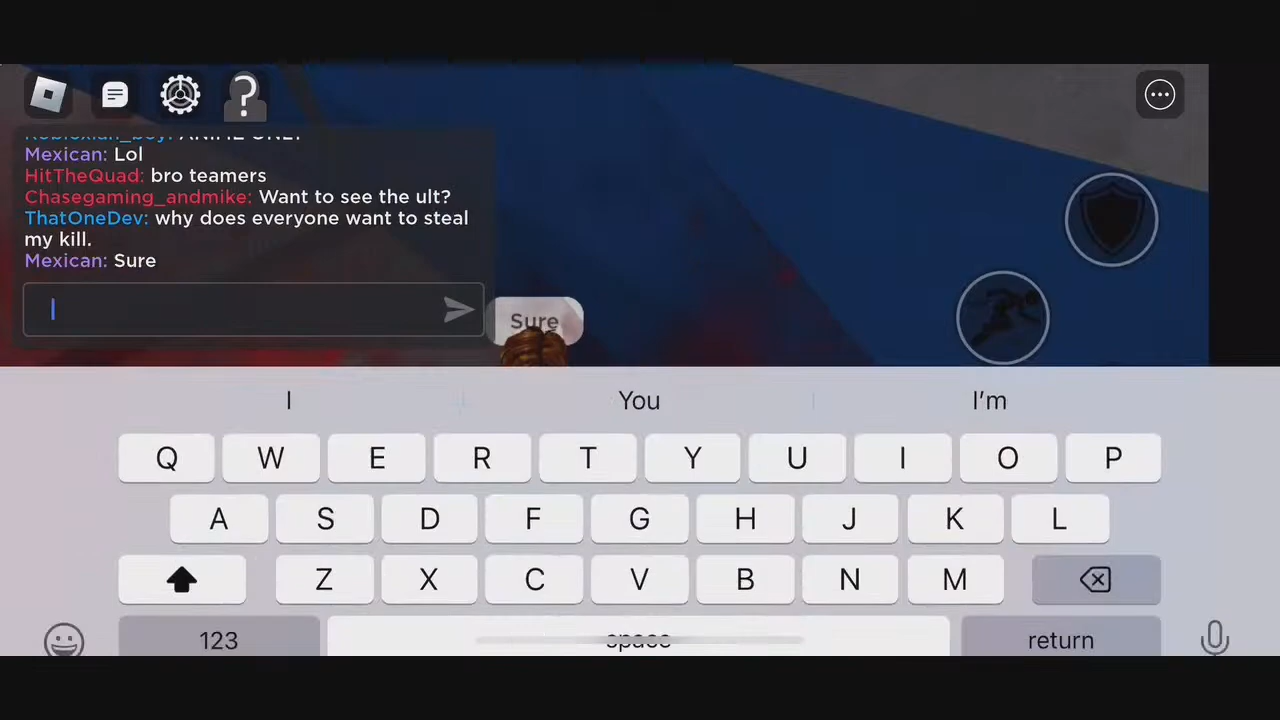 Mexican: Lol
HitTheQuad: bro teamers
Chasegaming_andmike: Want to see the ult?
ThatOneDev: why does everyone want to steal
my kill.
Mexican: Sure
Sure
I You I'm
Q W E R T Y U I O P
A S D F G H J K L
Z X C V B N M
123 space return